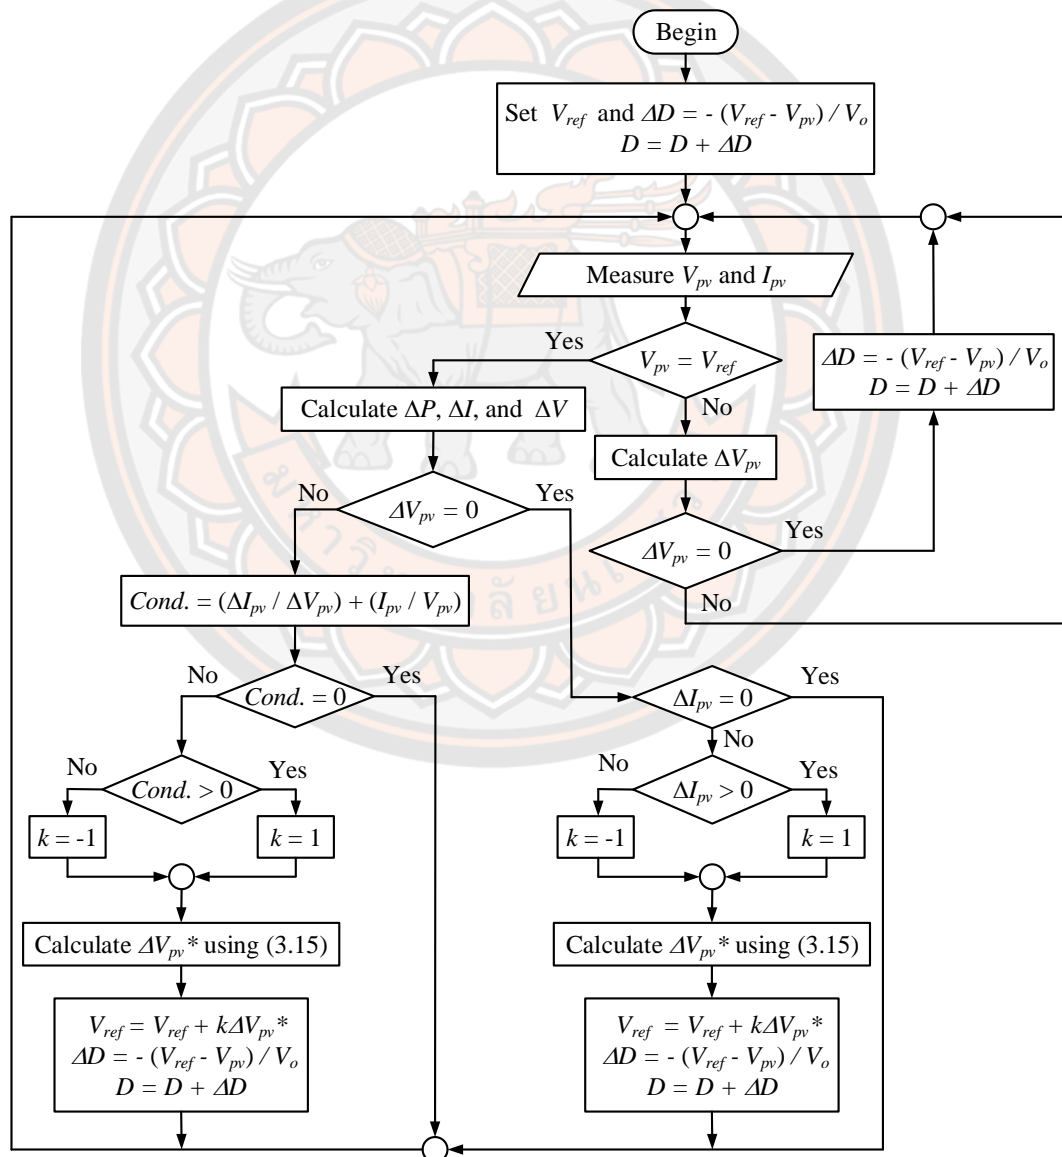 Begin
Set V_ref and ΔD = - (V_ref - V_pv) / V_o
D = D + ΔD
Measure V_pv and I_pv
Yes
V_pv = V_ref
No
ΔD = - (V_ref - V_pv) / V_o
D = D + ΔD
Calculate ΔP, ΔI, and ΔV
Calculate ΔV_pv
No
ΔV_pv = 0
Yes
ΔV_pv = 0
Yes
No
Cond. = (ΔI_pv / ΔV_pv) + (I_pv / V_pv)
No
Cond. = 0
Yes
ΔI_pv = 0
Yes
No
No
Cond. > 0
Yes
No
ΔI_pv > 0
Yes
k = -1
k = 1
k = -1
k = 1
Calculate ΔV_pv* using (3.15)
Calculate ΔV_pv* using (3.15)
V_ref = V_ref + kΔV_pv*
ΔD = - (V_ref - V_pv) / V_o
D = D + ΔD
V_ref = V_ref + kΔV_pv*
ΔD = - (V_ref - V_pv) / V_o
D = D + ΔD